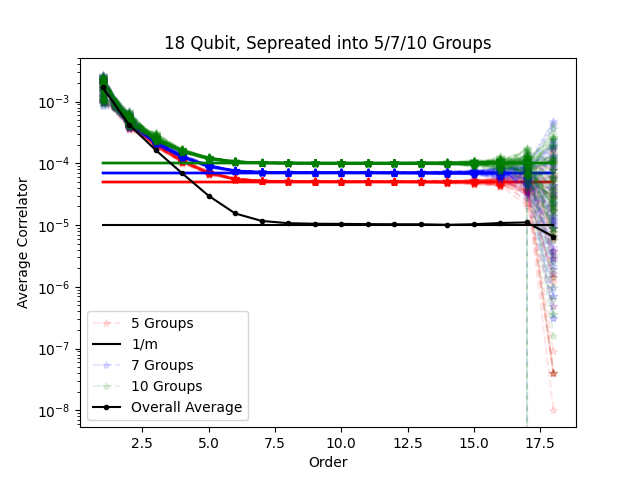 18 Qubit, Sepreated into 5/7/10 Groups
Average Correlator
10⁻³
10⁻⁴
10⁻⁵
10⁻⁶
10⁻⁷
10⁻⁸
5 Groups
1/m
7 Groups
10 Groups
Overall Average
2.5 5.0 7.5 10.0 12.5 15.0 17.5
Order